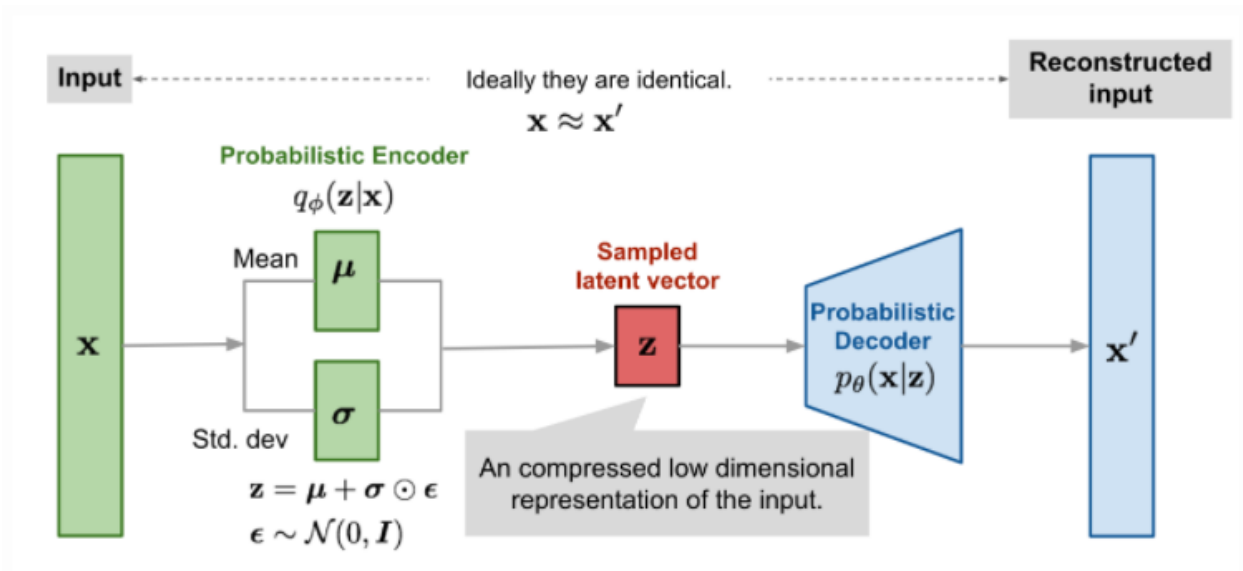 Input
Ideally they are identical.
x ≈ x′
Reconstructed
input
Probabilistic Encoder
qϕ(z|x)
Mean
μ
x
Std. dev
σ
z = μ + σ ⊙ ϵ
ϵ ∼ 𝒩(0, I)
Sampled
latent vector
z
An compressed low dimensional
representation of the input.
Probabilistic
Decoder
pθ(x|z)
x′